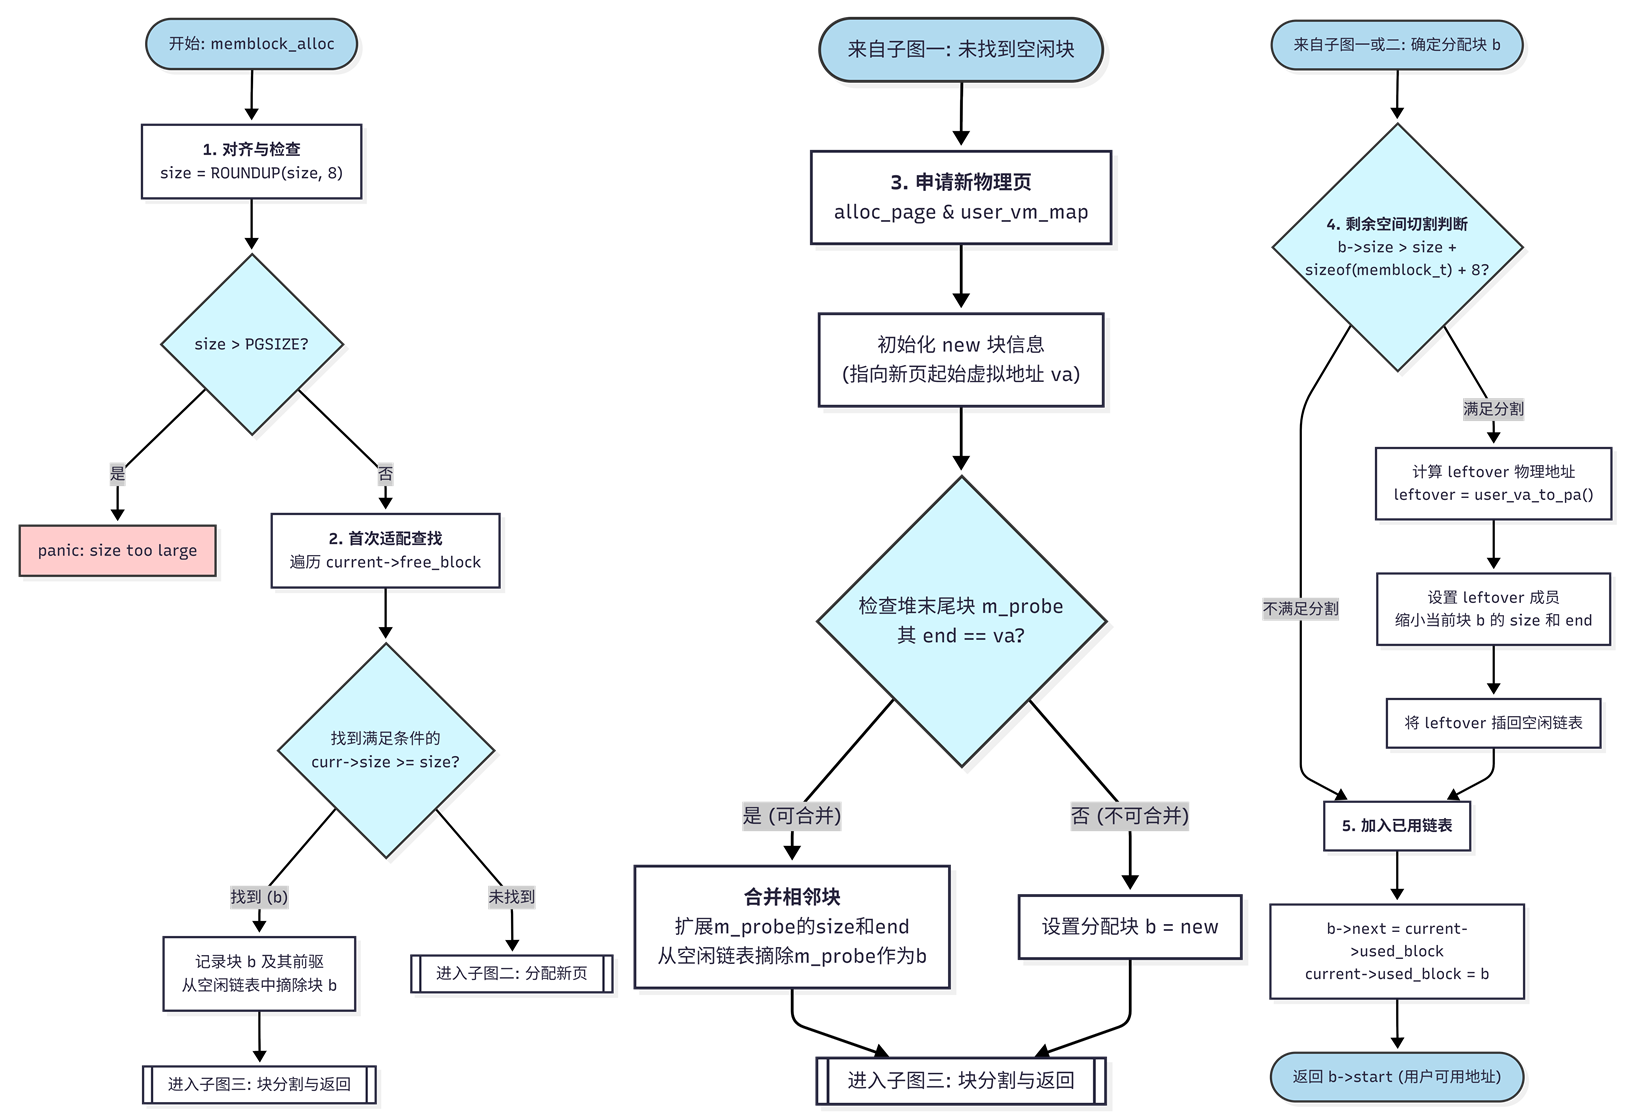 开始: memblock_alloc
1. 对齐与检查
size = ROUNDUP(size, 8)
size > PGSIZE?
是
否
panic: size too large
2. 首次适配查找
遍历 current->free_block
找到满足条件的
curr->size >= size?
找到 (b)
未找到
记录块 b 及其前驱
从空闲链表中摘除块 b
进入子图二: 分配新页
进入子图三: 块分割与返回
来自子图一: 未找到空闲块
3. 申请新物理页
alloc_page & user_vm_map
初始化 new 块信息
(指向新页起始虚拟地址 va)
检查堆末尾块 m_probe
其 end == va?
是 (可合并)
否 (不可合并)
合并相邻块
扩展m_probe的size和end
从空闲链表摘除m_probe作为b
设置分配块 b = new
进入子图三: 块分割与返回
来自子图一或二: 确定分配块 b
4. 剩余空间切割判断
b->size > size +
sizeof(memblock_t) + 8?
满足分割
不满足分割
计算 leftover 物理地址
leftover = user_va_to_pa()
设置 leftover 成员
缩小当前块 b 的 size 和 end
将 leftover 插回空闲链表
5. 加入已用链表
b->next = current-
>used_block
current->used_block = b
返回 b->start (用户可用地址)